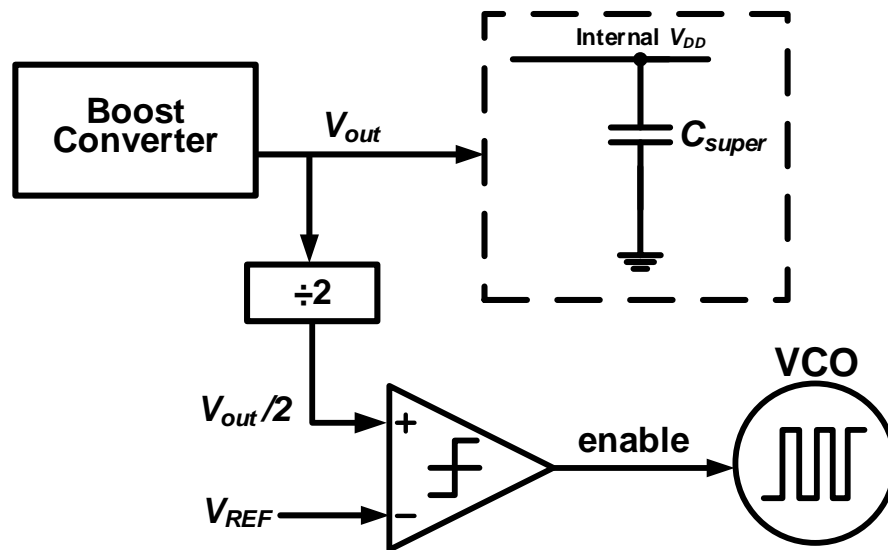 Internal VDD
Boost
Converter
Vout
Csuper
÷2
VCO
Vout/2
+
enable
VREF
−